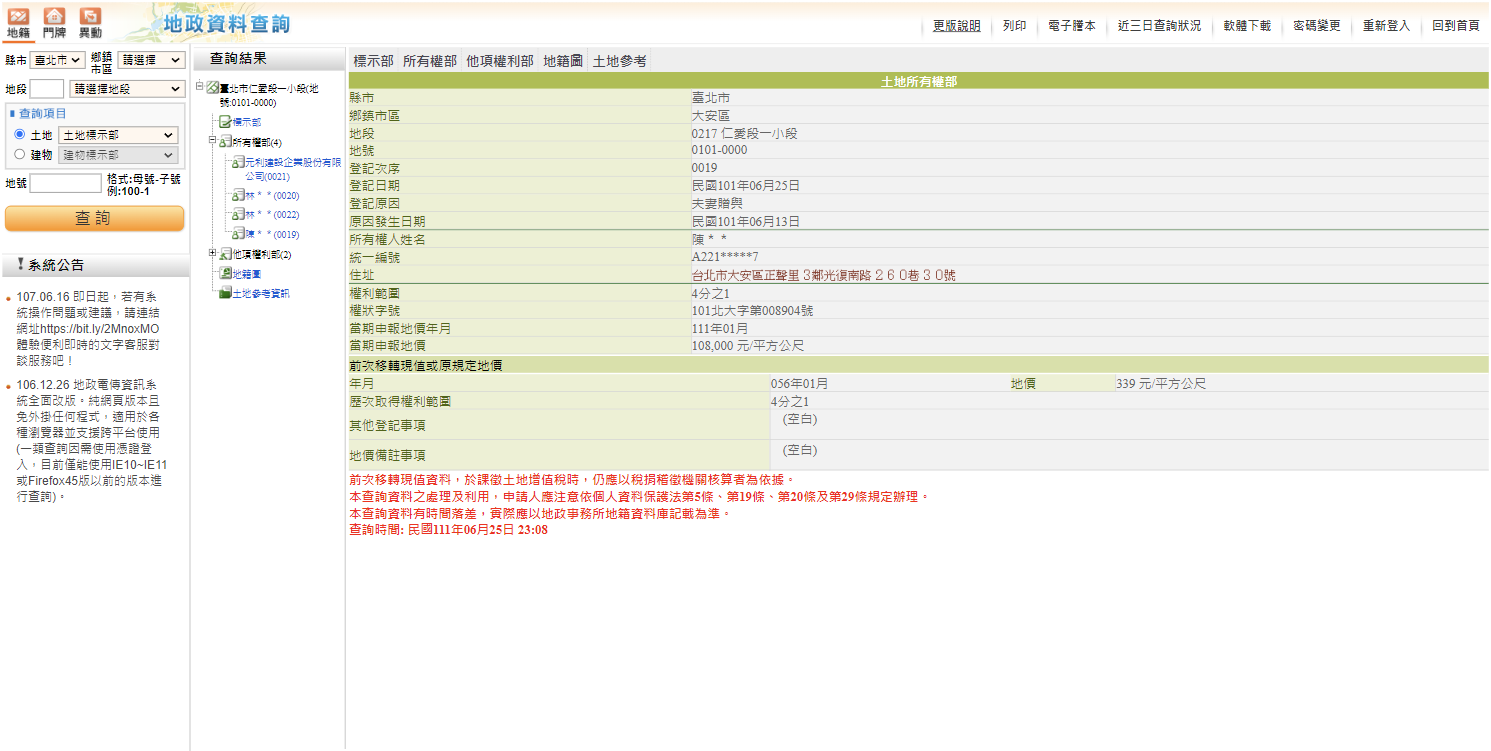 地籍 門牌 異動
地政資料查詢
更版說明 列印 電子謄本 近三日查詢狀況 軟體下載 密碼變更 重新登入 回到首頁
縣市 臺北市 鄉鎮市區 請選擇
地段 請選擇地段
查詢項目
土地 土地標示部
建物 建物標示部
地號 格式:母號-子號
例:100-1
查詢
系統公告
107.06.16 即日起，若有系
統操作問題或建議，請連結
網址https://bit.ly/2MnoxMO
體驗便利即時的文字客服對
談服務吧！
106.12.26 地政電傳資訊系
統全面改版。純網頁版本且
免外掛任何程式，適用於各
種瀏覽器並支援跨平台使用
(一類查詢因需使用憑證登
入，目前僅能使用IE10~IE11
或Firefox45版以前的版本進
行查詢)。
查詢結果
臺北市仁愛段一小段(地
號:0101-0000)
標示部
所有權部(4)
元利建設企業股份有限
公司(0021)
林＊＊(0020)
林＊＊(0022)
陳＊＊(0019)
他項權利部(2)
地籍圖
土地參考資訊
標示部 所有權部 他項權利部 地籍圖 土地參考
土地所有權部
縣市 臺北市
鄉鎮市區 大安區
地段 0217 仁愛段一小段
地號 0101-0000
登記次序 0019
登記日期 民國101年06月25日
登記原因 夫妻贈與
原因發生日期 民國101年06月13日
所有權人姓名 陳＊＊
統一編號 A221*****7
住址 台北市大安區正聲里３鄰光復南路２６０巷３０號
權利範圍 4分之1
權狀字號 101北大字第008904號
當期申報地價年月 111年01月
當期申報地價 108,000 元/平方公尺
前次移轉現值或原規定地價
年月 056年01月 地價 339 元/平方公尺
歷次取得權利範圍 4分之1
其他登記事項 (空白)
地價備註事項 (空白)
前次移轉現值資料，於課徵土地增值稅時，仍應以稅捐稽徵機關核算者為依據。
本查詢資料之處理及利用，申請人應注意依個人資料保護法第5條、第19條、第20條及第29條規定辦理。
本查詢資料有時間落差，實際應以地政事務所地籍資料庫記載為準。
查詢時間: 民國111年06月25日 23:08